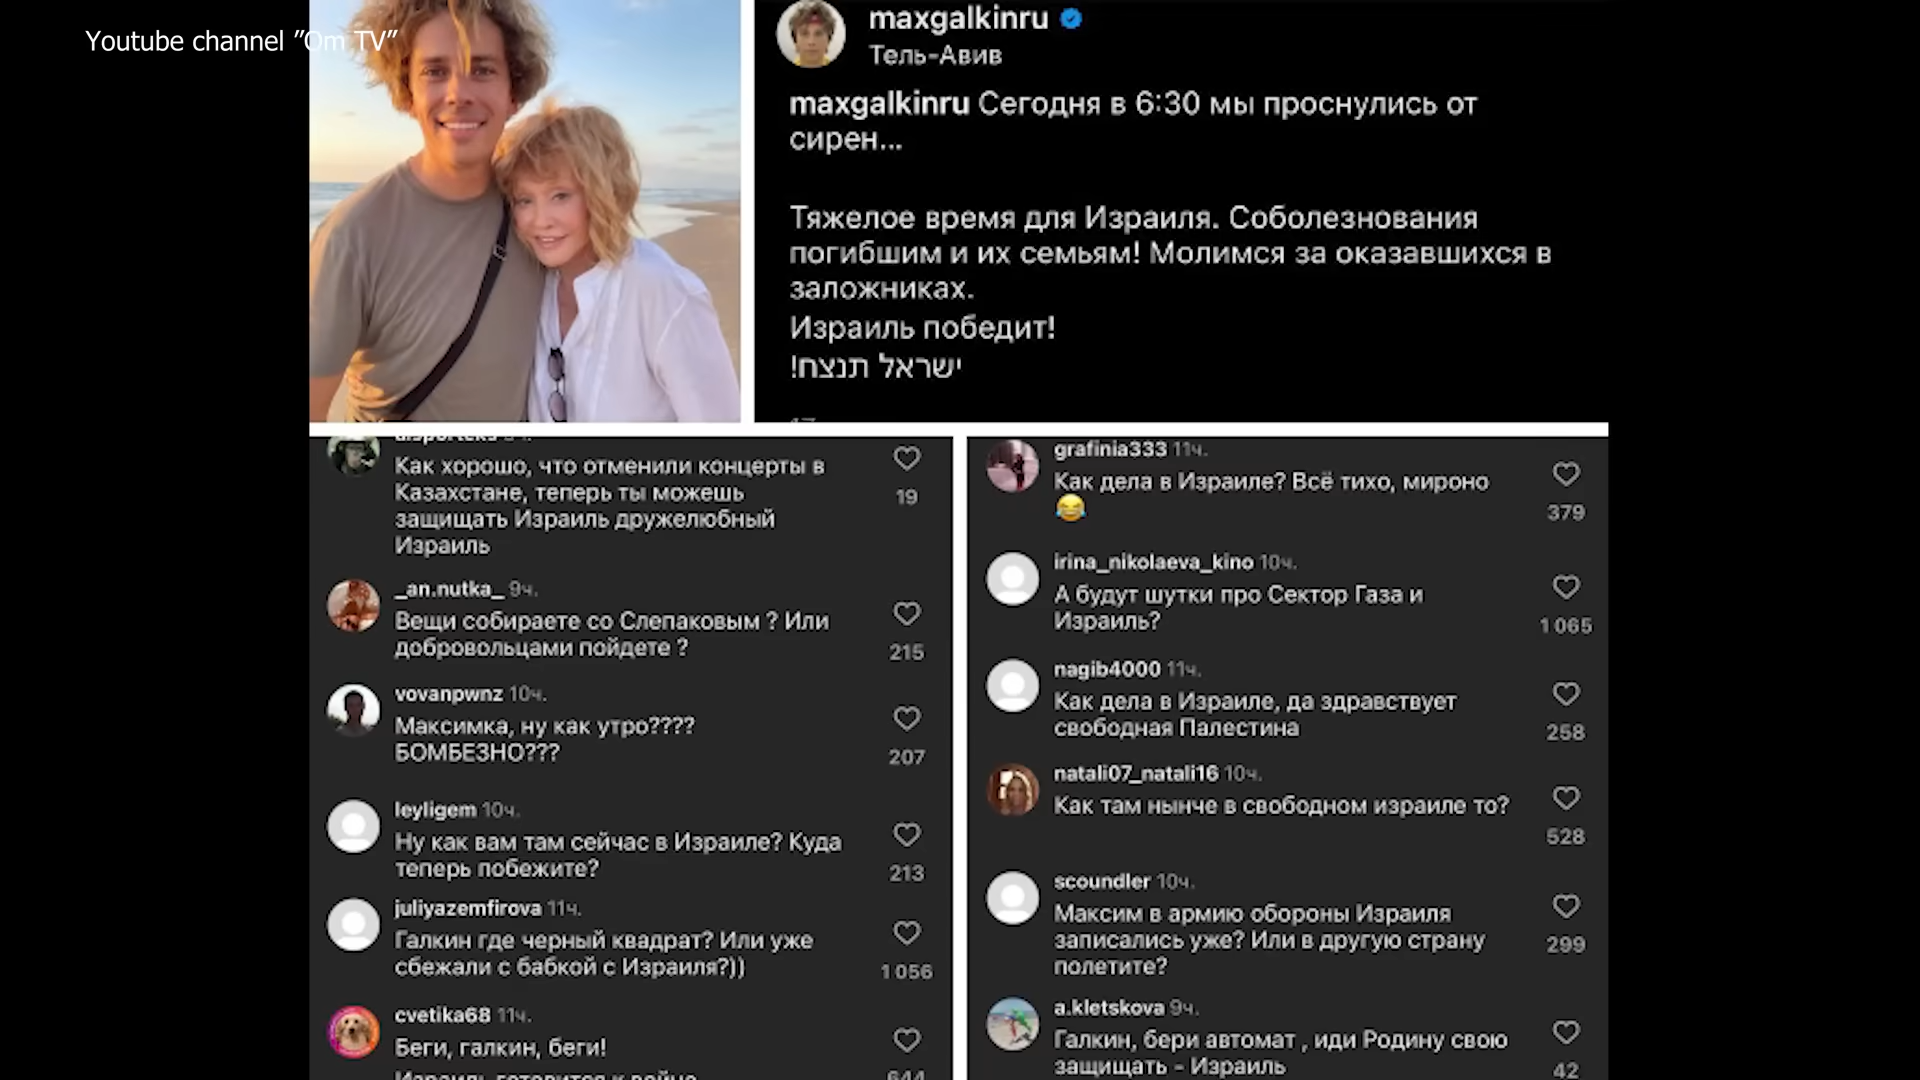 Youtube channel "Om TV"
maxgalkinru
Тель-Авив
maxgalkinru Сегодня в 6:30 мы проснулись от
сирен...
Тяжелое время для Израиля. Соболезнования
погибшим и их семьям! Молимся за оказавшихся в
заложниках.
Израиль победит!
ישראל תנצח!
Как хорошо, что отменили концерты в
Казахстане, теперь ты можешь
защищать Израиль дружелюбный
Израиль
19
_an.nutka_ 9ч.
Вещи собираете со Слепаковым ? Или
добровольцами пойдете ?
215
vovanpwnz 10ч.
Максимка, ну как утро????
БОМБЕЗНО???
207
leyligem 10ч.
Ну как вам там сейчас в Израиле? Куда
теперь побежите?
213
juliyazemfirova 11ч.
Галкин где черный квадрат? Или уже
сбежали с бабкой с Израиля?))
1 056
cvetika68 11ч.
Беги, галкин, беги!
Израиль готовится к войне
644
grafinia333 11ч.
Как дела в Израиле? Всё тихо, мироно
😂
379
irina_nikolaeva_kino 10ч.
А будут шутки про Сектор Газа и
Израиль?
1 065
nagib4000 11ч.
Как дела в Израиле, да здравствует
свободная Палестина
258
natali07_natali16 10ч.
Как там нынче в свободном израиле то?
528
scoundler 10ч.
Максим в армию обороны Израиля
записались уже? Или в другую страну
полетите?
299
a.kletskova 9ч.
Галкин, бери автомат , иди Родину свою
защищать - Израиль
42